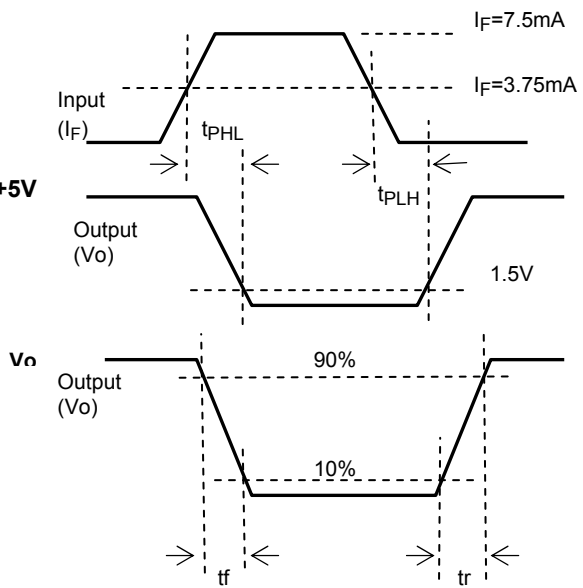 IF=7.5mA
IF=3.75mA
Input
(IF)
tPHL
+5V
tPLH
Output
(Vo)
1.5V
Vo
90%
Output
(Vo)
10%
tf
tr